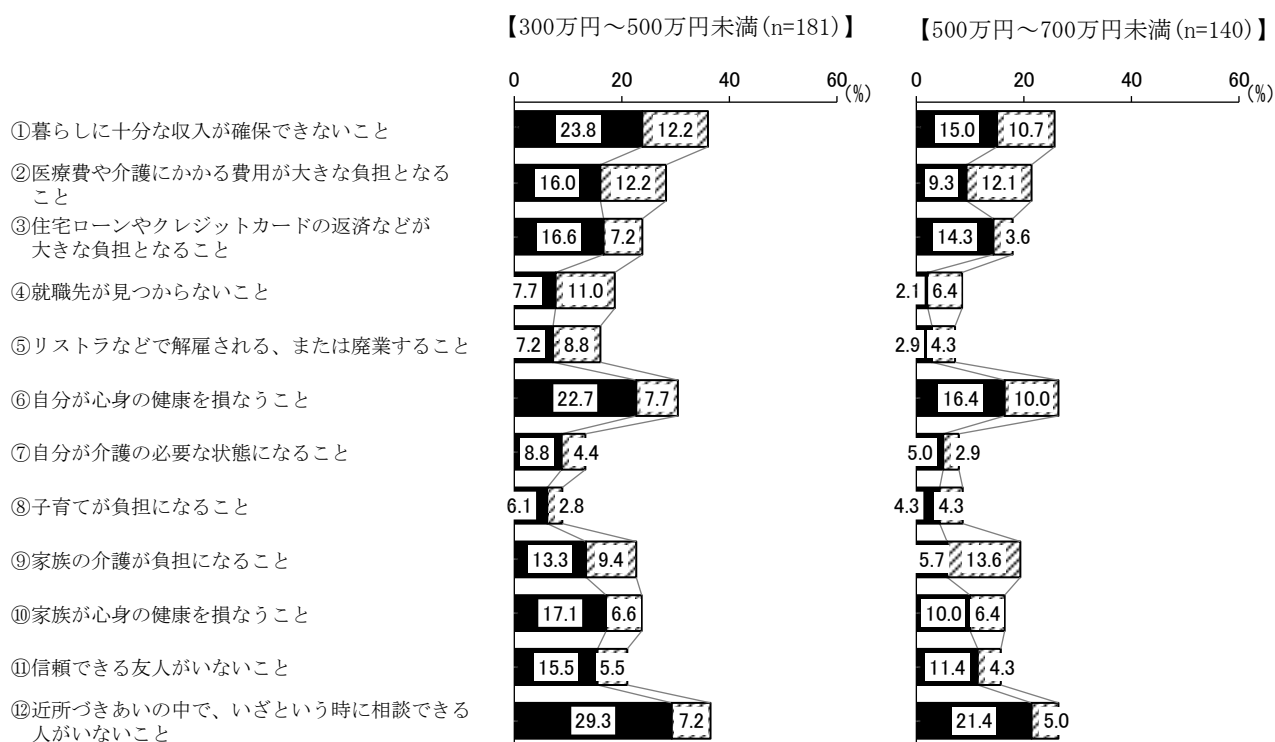 【300万円～500万円未満(n=181)】 【500万円～700万円未満(n=140)】
0 20 40 60 (%) 0 20 40 60 (%)
①暮らしに十分な収入が確保できないこと 23.8 12.2 15.0 10.7
②医療費や介護にかかる費用が大きな負担となる
こと 16.0 12.2 9.3 12.1
③住宅ローンやクレジットカードの返済などが
大きな負担となること 16.6 7.2 14.3 3.6
④就職先が見つからないこと 7.7 11.0 2.1 6.4
⑤リストラなどで解雇される、または廃業すること 7.2 8.8 2.9 4.3
⑥自分が心身の健康を損なうこと 22.7 7.7 16.4 10.0
⑦自分が介護の必要な状態になること 8.8 4.4 5.0 2.9
⑧子育てが負担になること 6.1 2.8 4.3 4.3
⑨家族の介護が負担になること 13.3 9.4 5.7 13.6
⑩家族が心身の健康を損なうこと 17.1 6.6 10.0 6.4
⑪信頼できる友人がいないこと 15.5 5.5 11.4 4.3
⑫近所づきあいの中で、いざという時に相談できる
人がいないこと 29.3 7.2 21.4 5.0